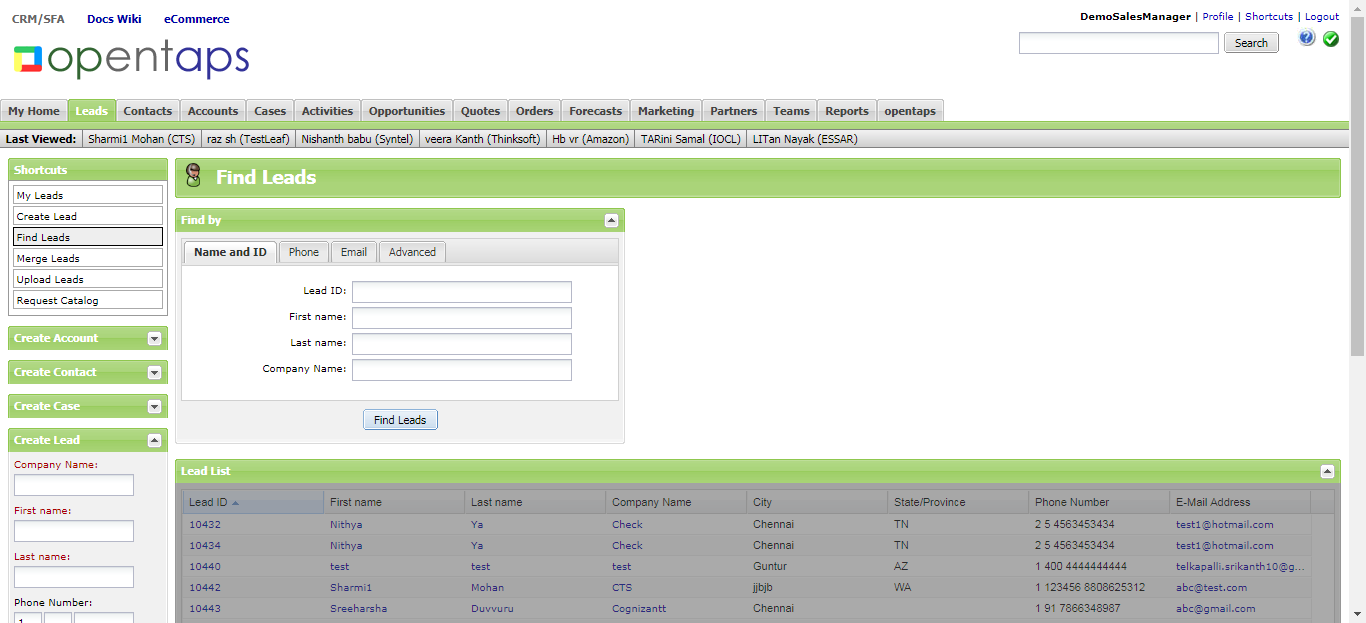 CRM/SFA Docs Wiki eCommerce
DemoSalesManager | Profile | Shortcuts | Logout
opentaps
Search
My Home Leads Contacts Accounts Cases Activities Opportunities Quotes Orders Forecasts Marketing Partners Teams Reports opentaps
Last Viewed: Sharmi1 Mohan (CTS) raz sh (TestLeaf) Nishanth babu (Syntel) veera Kanth (Thinksoft) Hb vr (Amazon) TARini Samal (IOCL) LITan Nayak (ESSAR)
Shortcuts
My Leads
Create Lead
Find Leads
Merge Leads
Upload Leads
Request Catalog
Create Account
Create Contact
Create Case
Create Lead
Company Name:
First name:
Last name:
Phone Number:
1
Find Leads
Find by
Name and ID Phone Email Advanced
Lead ID:
First name:
Last name:
Company Name:
Find Leads
Lead List
Lead ID First name Last name Company Name City State/Province Phone Number E-Mail Address
10432 Nithya Ya Check Chennai TN 2 5 4563453434 test1@hotmail.com
10434 Nithya Ya Check Chennai TN 2 5 4563453434 test1@hotmail.com
10440 test test test Guntur AZ 1 400 4444444444 telkapalli.srikanth10@g...
10442 Sharmi1 Mohan CTS jjbjb WA 1 123456 8808625312 abc@test.com
10443 Sreeharsha Duvvuru Cognizantt Chennai 1 91 7866348987 abc@gmail.com